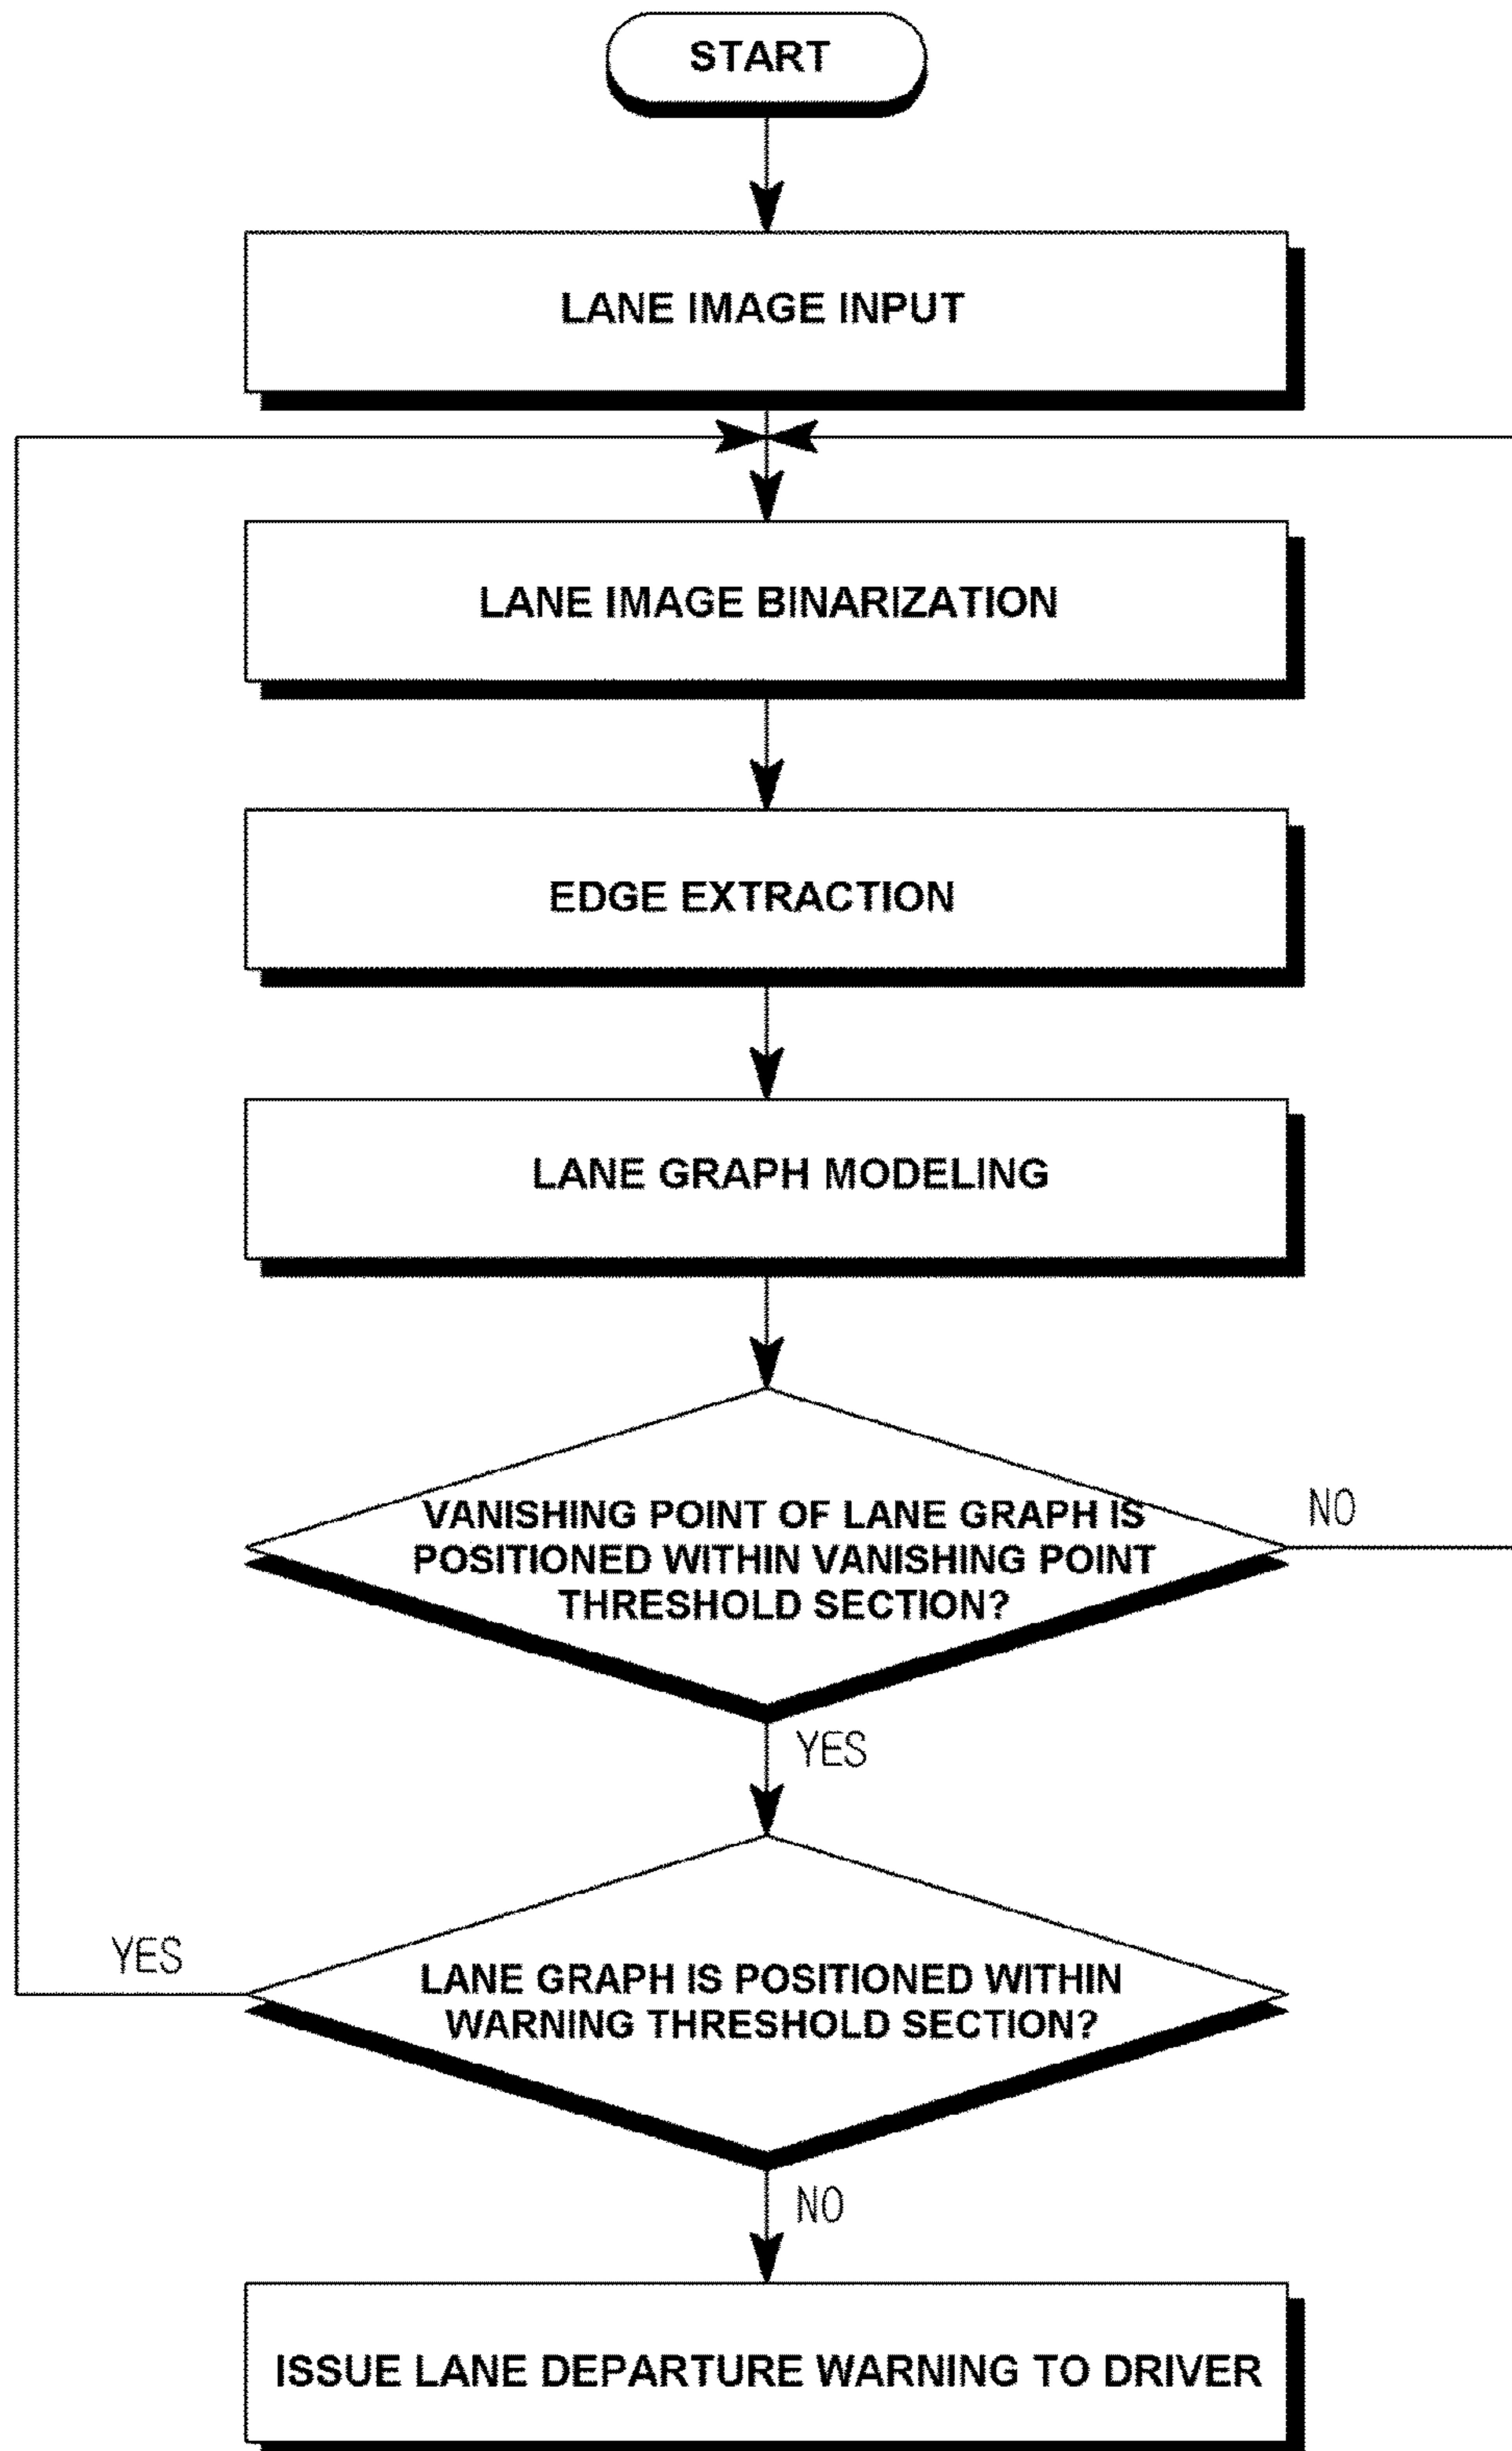 START
LANE IMAGE INPUT
LANE IMAGE BINARIZATION
EDGE EXTRACTION
LANE GRAPH MODELING
VANISHING POINT OF LANE GRAPH IS
POSITIONED WITHIN VANISHING POINT
THRESHOLD SECTION?
NO
YES
YES
LANE GRAPH IS POSITIONED WITHIN
WARNING THRESHOLD SECTION?
NO
ISSUE LANE DEPARTURE WARNING TO DRIVER